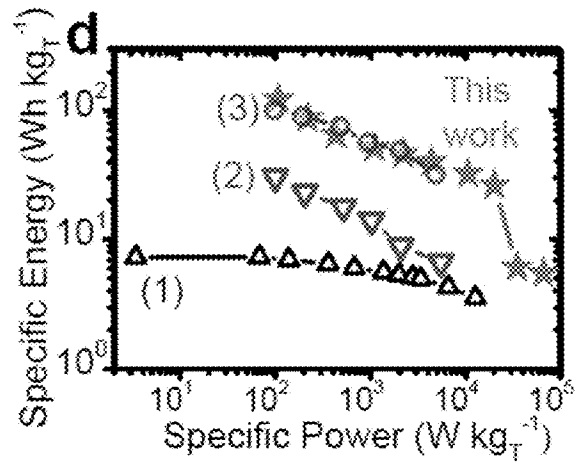 d
Specific Energy (Wh kg_T^-1)
10^2
10^1
10^0
(3)
This
work
(2)
(1)
10^1 10^2 10^3 10^4 10^5
Specific Power (W kg_T^-1)